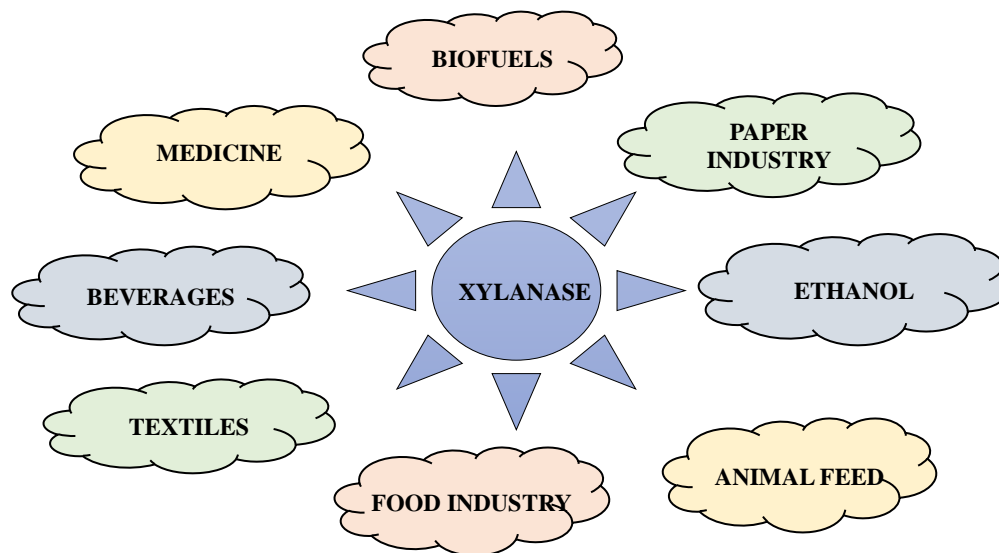 BIOFUELS
PAPER
INDUSTRY
MEDICINE
BEVERAGES
XYLANASE
ETHANOL
TEXTILES
ANIMAL FEED
FOOD INDUSTRY